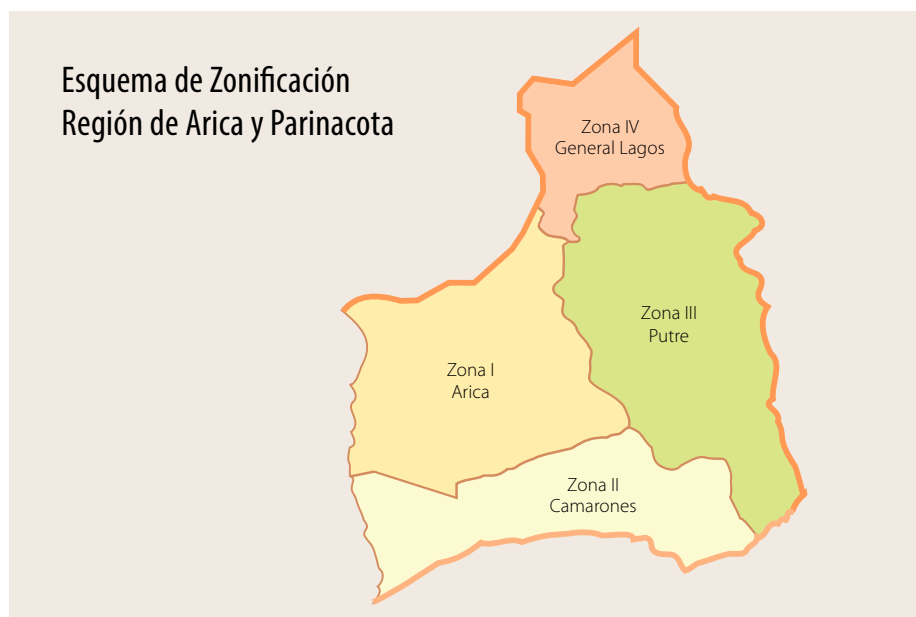 Esquema de Zonificación
Región de Arica y Parinacota
Zona IV
General Lagos
Zona III
Putre
Zona I
Arica
Zona II
Camarones